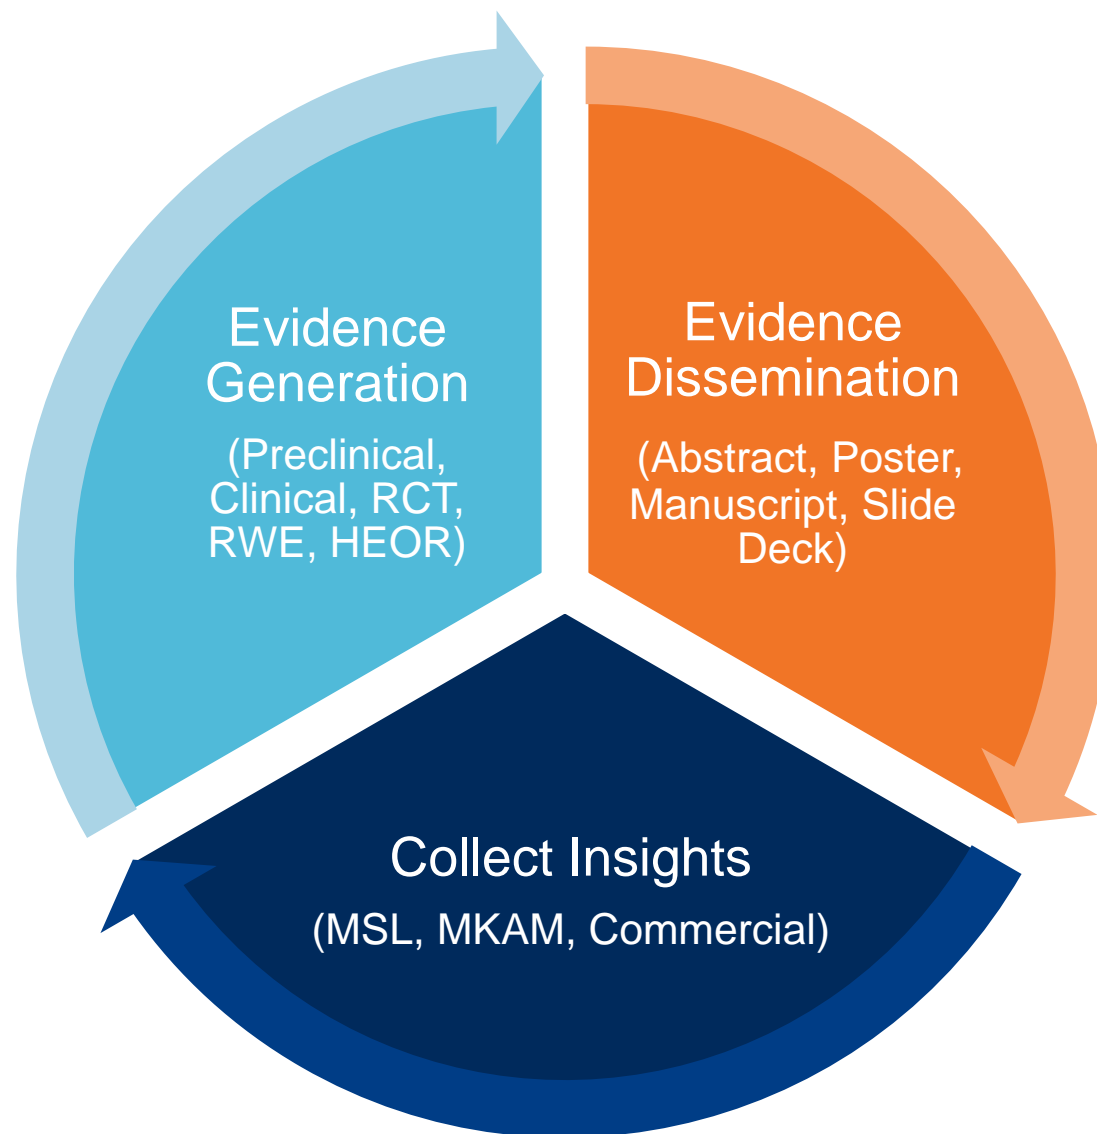 Evidence
Generation
(Preclinical,
Clinical, RCT,
RWE, HEOR)
Evidence
Dissemination
(Abstract, Poster,
Manuscript, Slide
Deck)
Collect Insights
(MSL, MKAM, Commercial)